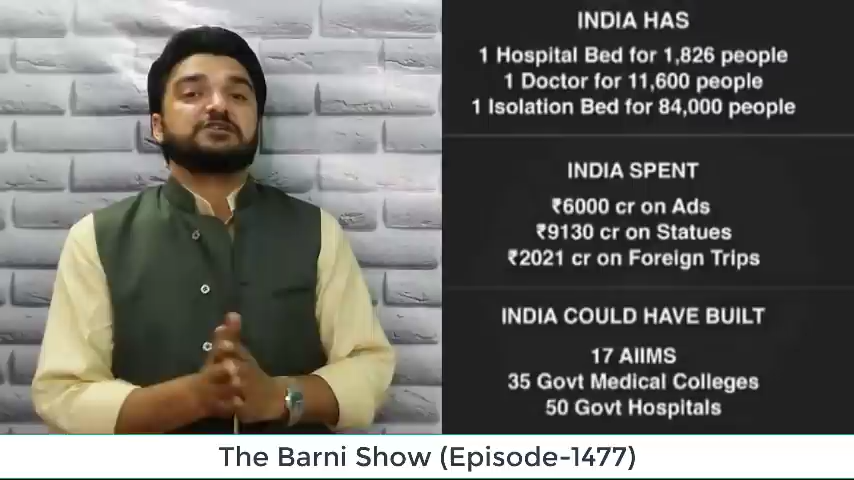 INDIA HAS
1 Hospital Bed for 1,826 people
1 Doctor for 11,600 people
1 Isolation Bed for 84,000 people
INDIA SPENT
₹6000 cr on Ads
₹9130 cr on Statues
₹2021 cr on Foreign Trips
INDIA COULD HAVE BUILT
17 AIIMS
35 Govt Medical Colleges
50 Govt Hospitals
The Barni Show (Episode-1477)